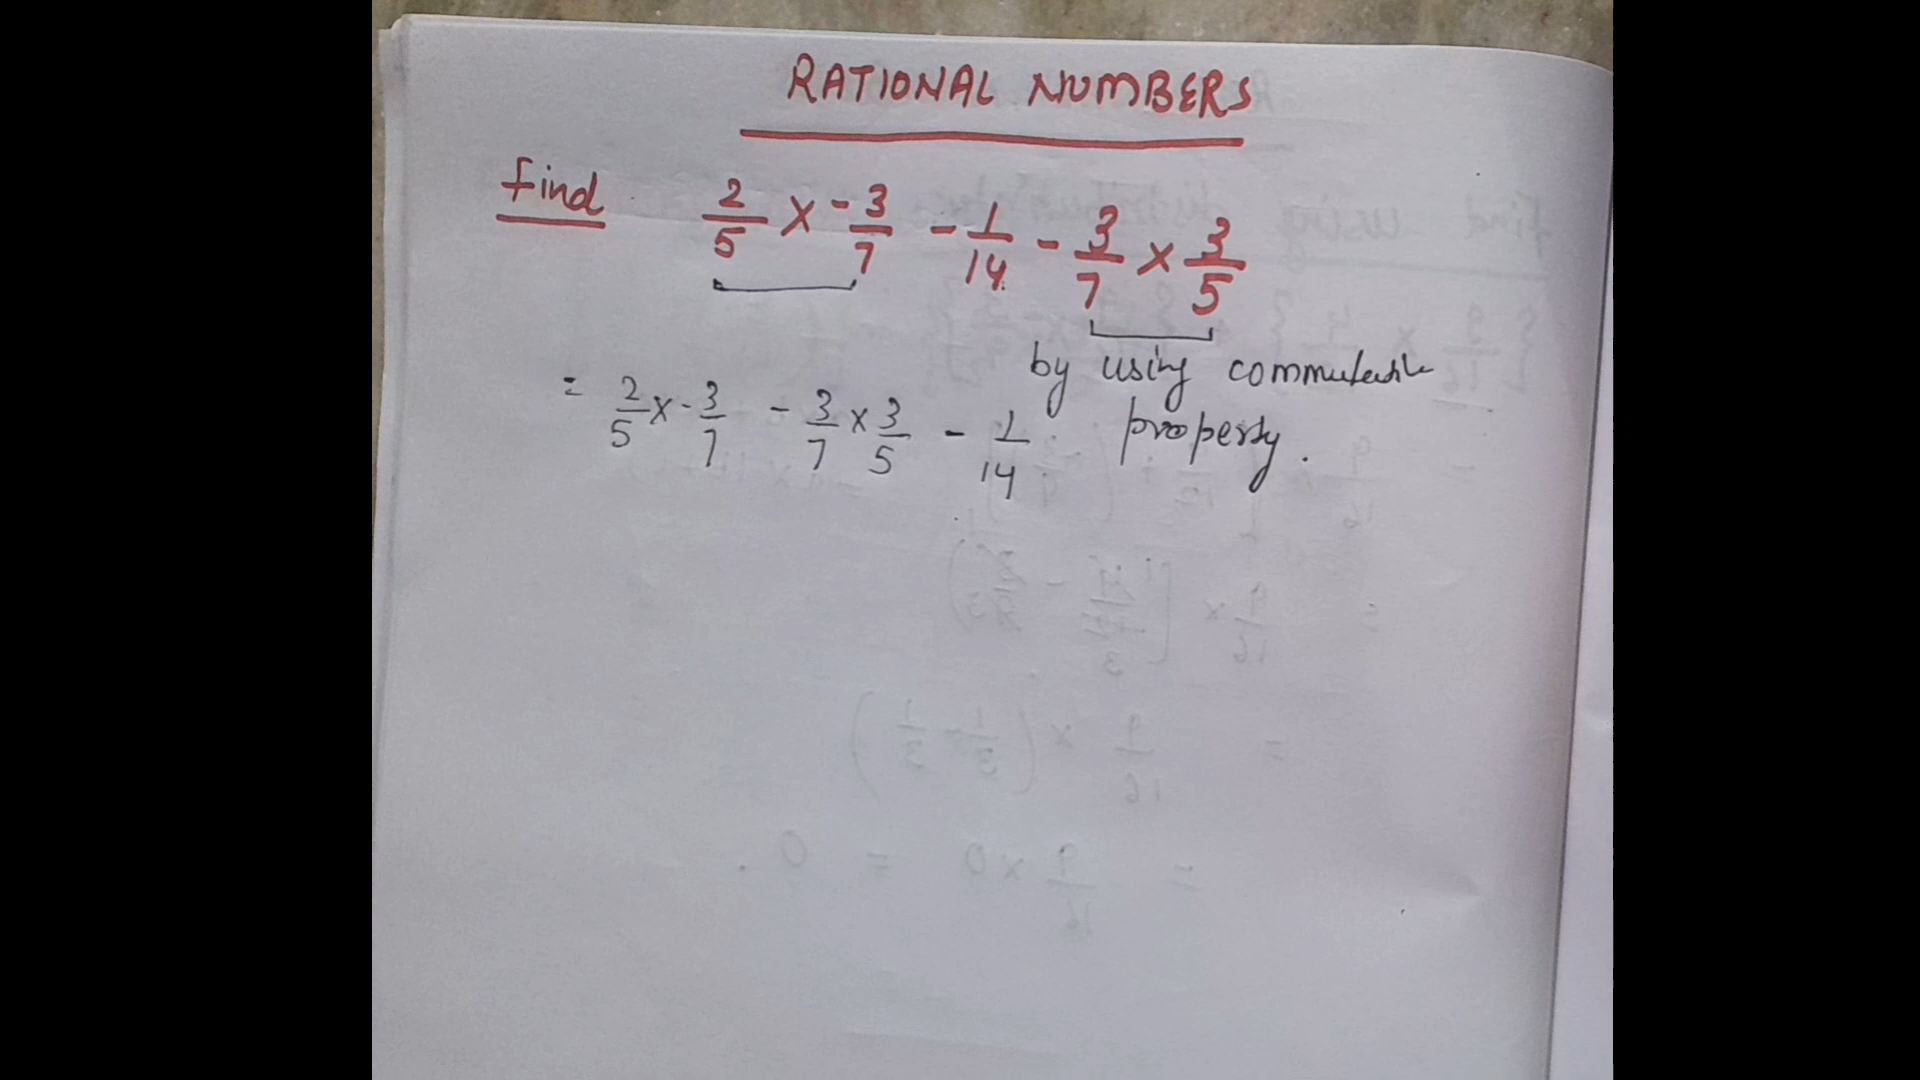 RATIONAL NUMBERS
find 2/5 × -3/7 - 1/14 - 3/7 × 3/5
by using commutative
= 2/5 × -3/7 - 3/7 × 3/5 - 1/14 property.